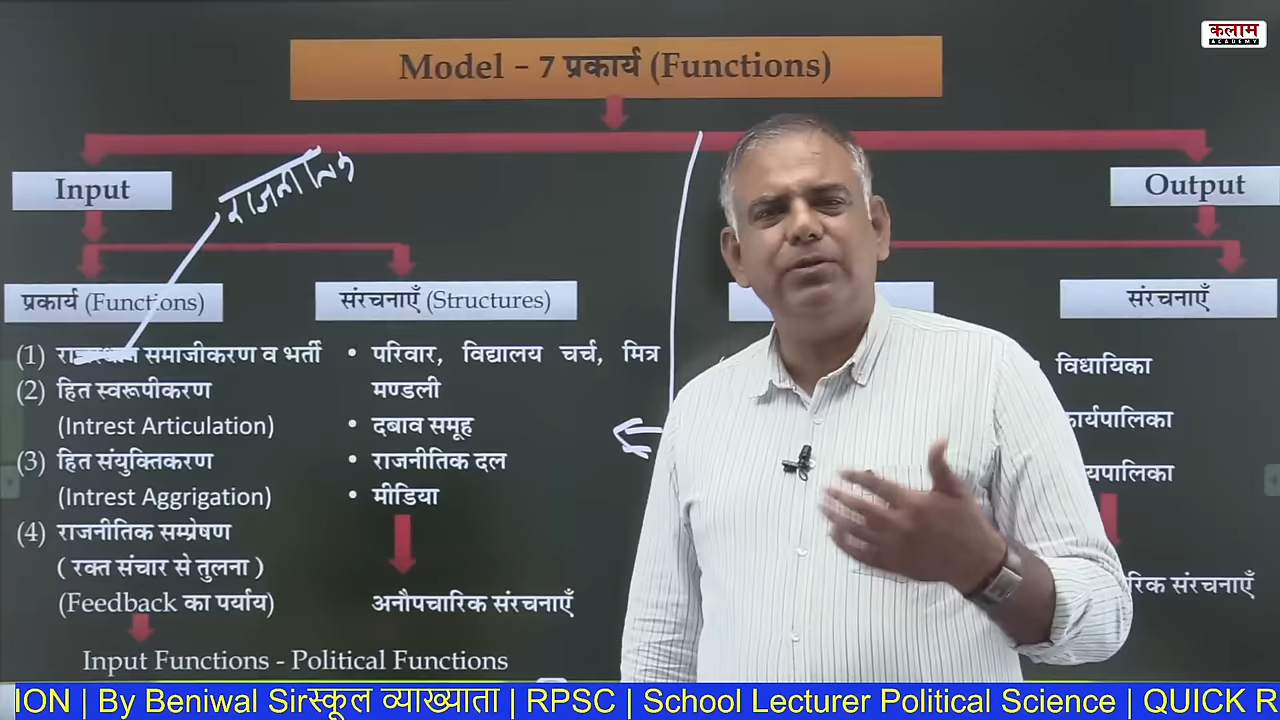 कलाम
ACADEMY
Model – 7 प्रकार्य (Functions)
राजनीतिक
Input
Output
प्रकार्य (Functions)
संरचनाएँ (Structures)
संरचनाएँ
(1) समाजीकरण व भर्ती
(2) हित स्वरूपीकरण
(Intrest Articulation)
(3) हित संयुक्तिकरण
(Intrest Aggrigation)
(4) राजनीतिक सम्प्रेषण
( रक्त संचार से तुलना )
(Feedback का पर्याय)
Input Functions - Political Functions
• परिवार, विद्यालय चर्च, मित्र
मण्डली
• दबाव समूह
• राजनीतिक दल
• मीडिया
अनौपचारिक संरचनाएँ
विधायिका
कार्यपालिका
यपालिका
रिक संरचनाएँ
ION | By Beniwal Sirस्कूल व्याख्याता | RPSC | School Lecturer Political Science | QUICK R